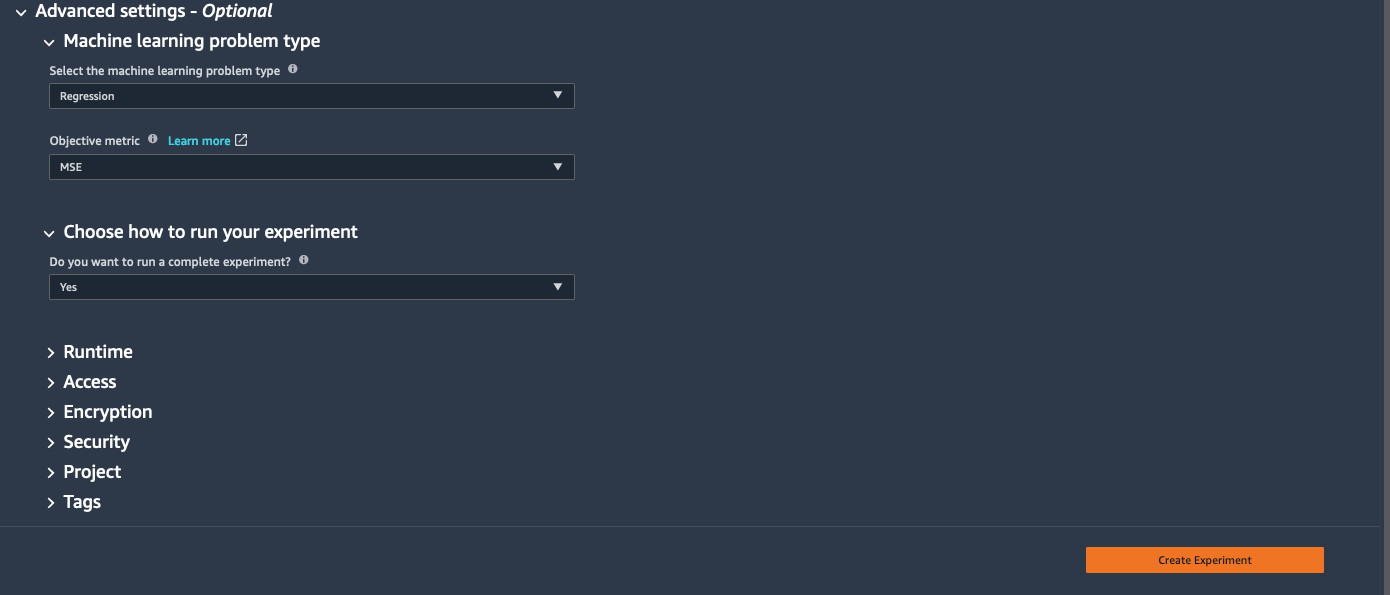 Advanced settings - Optional
Machine learning problem type
Select the machine learning problem type
Regression
Objective metric Learn more
MSE
Choose how to run your experiment
Do you want to run a complete experiment?
Yes
Runtime
Access
Encryption
Security
Project
Tags
Create Experiment